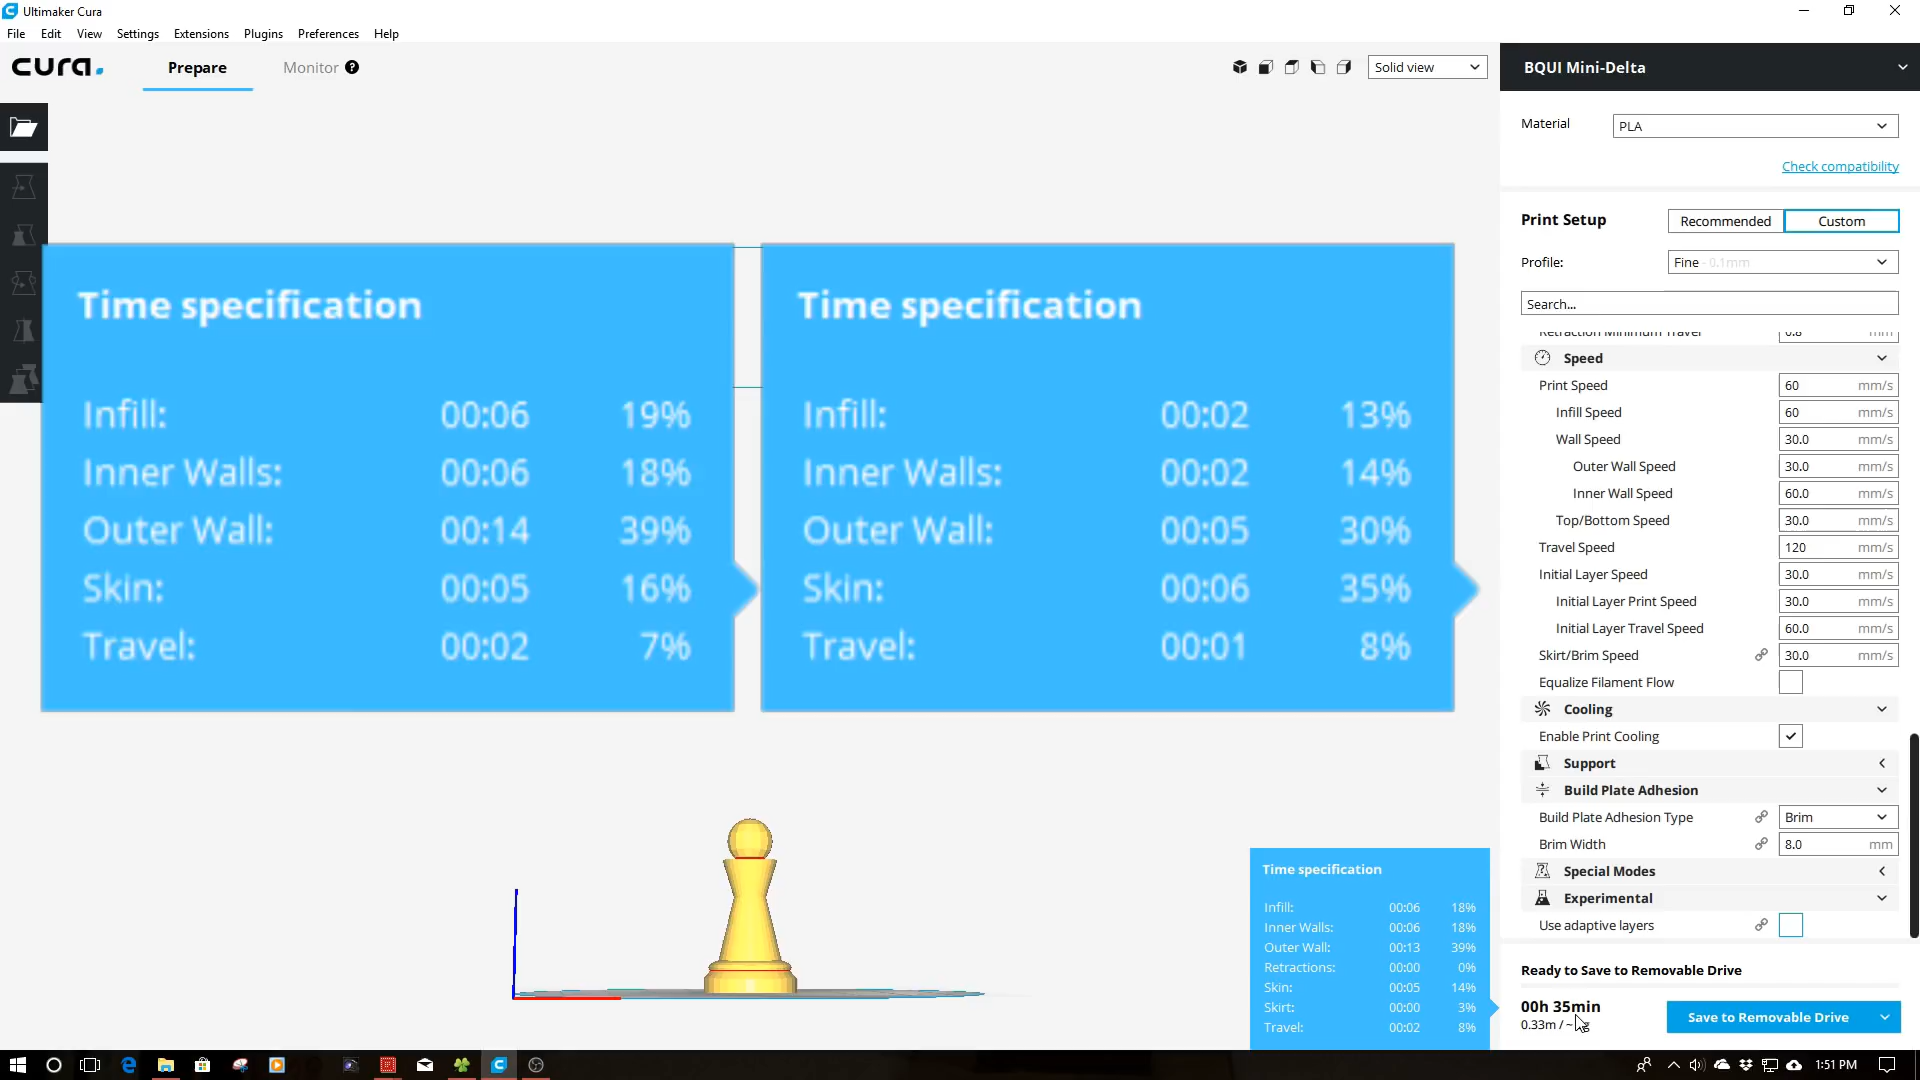 Ultimaker Cura
File Edit View Settings Extensions Plugins Preferences Help
cura.
Prepare
Monitor ?
Solid view
BQUI Mini-Delta
Material
PLA
Check compatibility
Print Setup
Recommended
Custom
Profile:
Fine - 0.1mm
Search...
Retraction Minimum Travel 0.8 mm
Speed
Print Speed 60 mm/s
Infill Speed 60 mm/s
Wall Speed 30.0 mm/s
Outer Wall Speed 30.0 mm/s
Inner Wall Speed 60.0 mm/s
Top/Bottom Speed 30.0 mm/s
Travel Speed 120 mm/s
Initial Layer Speed 30.0 mm/s
Initial Layer Print Speed 30.0 mm/s
Initial Layer Travel Speed 60.0 mm/s
Skirt/Brim Speed 30.0 mm/s
Equalize Filament Flow
Cooling
Enable Print Cooling
Support
Build Plate Adhesion
Build Plate Adhesion Type Brim
Brim Width 8.0 mm
Special Modes
Experimental
Use adaptive layers
Ready to Save to Removable Drive
00h 35min
0.33m / ~
Save to Removable Drive
Time specification
Infill: 00:06 19%
Inner Walls: 00:06 18%
Outer Wall: 00:14 39%
Skin: 00:05 16%
Travel: 00:02 7%
Time specification
Infill: 00:02 13%
Inner Walls: 00:02 14%
Outer Wall: 00:05 30%
Skin: 00:06 35%
Travel: 00:01 8%
Time specification
Infill: 00:06 18%
Inner Walls: 00:06 18%
Outer Wall: 00:13 39%
Retractions: 00:00 0%
Skin: 00:05 14%
Skirt: 00:00 3%
Travel: 00:02 8%
1:51 PM